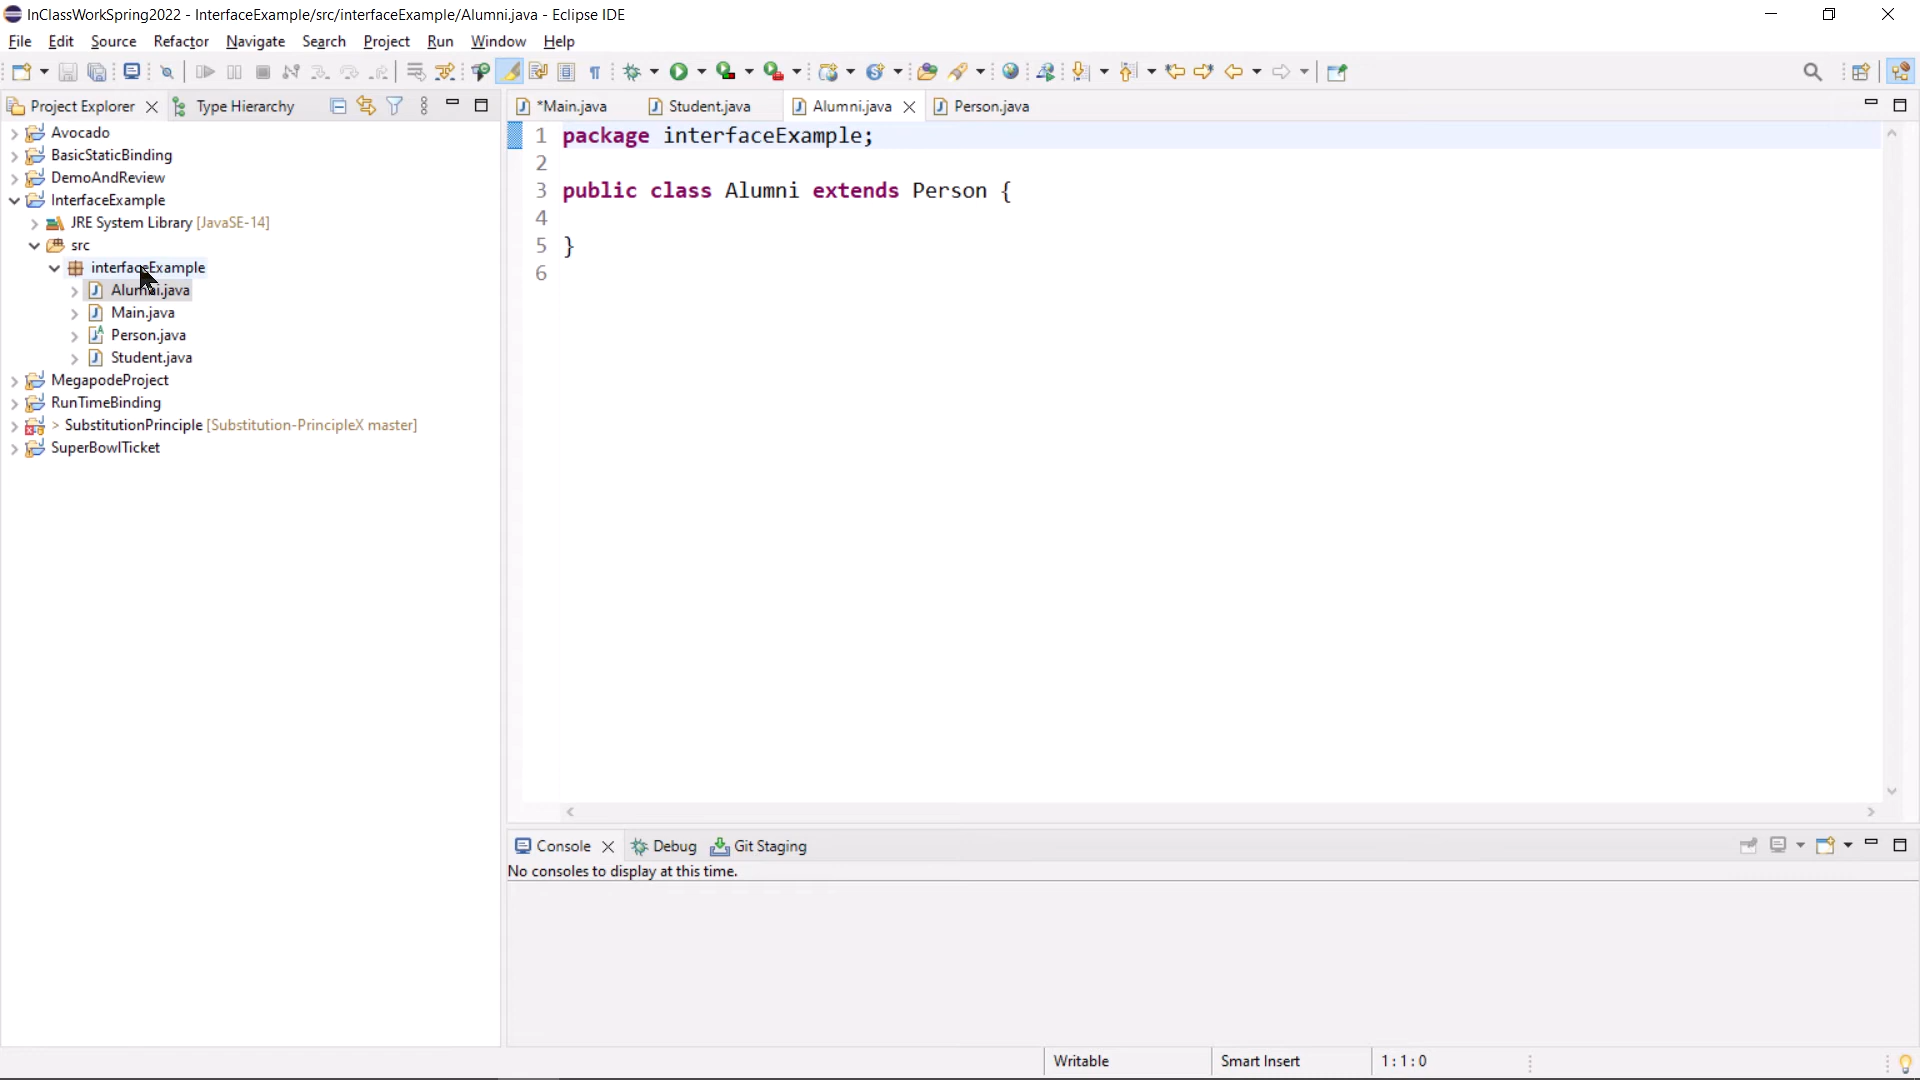 InClassWorkSpring2022 - InterfaceExample/src/interfaceExample/Alumni.java - Eclipse IDE
File Edit Source Refactor Navigate Search Project Run Window Help
Project Explorer Type Hierarchy
*Main.java Student.java Alumni.java Person.java
Avocado
BasicStaticBinding
DemoAndReview
InterfaceExample
JRE System Library [JavaSE-14]
src
interfaceExample
Alumni.java
Main.java
Person.java
Student.java
MegapodeProject
RunTimeBinding
> SubstitutionPrinciple [Substitution-PrincipleX master]
SuperBowlTicket
1 package interfaceExample;
2
3 public class Alumni extends Person {
4
5 }
6
Console Debug Git Staging
No consoles to display at this time.
Writable Smart Insert 1 : 1 : 0